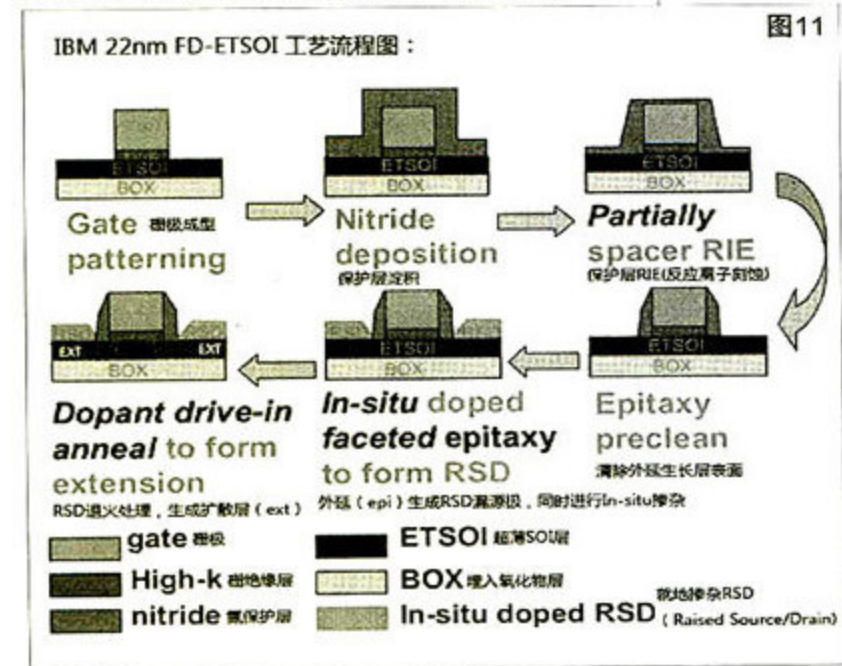 图11
IBM 22nm FD-ETSOI 工艺流程图：
ETSOI
BOX
Gate 栅极成型
patterning
ETSOI
BOX
Nitride
deposition
保护层淀积
ETSOI
BOX
Partially
spacer RIE
保护层RIE(反应离子刻蚀)
EXT EXT
BOX
Dopant drive-in
anneal to form
extension
RSD退火处理，生成扩散层（ext）
ETSOI
BOX
In-situ doped
faceted epitaxy
to form RSD
外延（epi）生成RSD漏源极，同时进行In-situ掺杂
ETSOI
BOX
Epitaxy
preclean
清除外延生长层表面
gate 栅极
ETSOI 超薄SOI层
High-k 栅绝缘层
BOX 埋入氧化物层
nitride 氮保护层
In-situ doped RSD 就地掺杂RSD
（Raised Source/Drain)